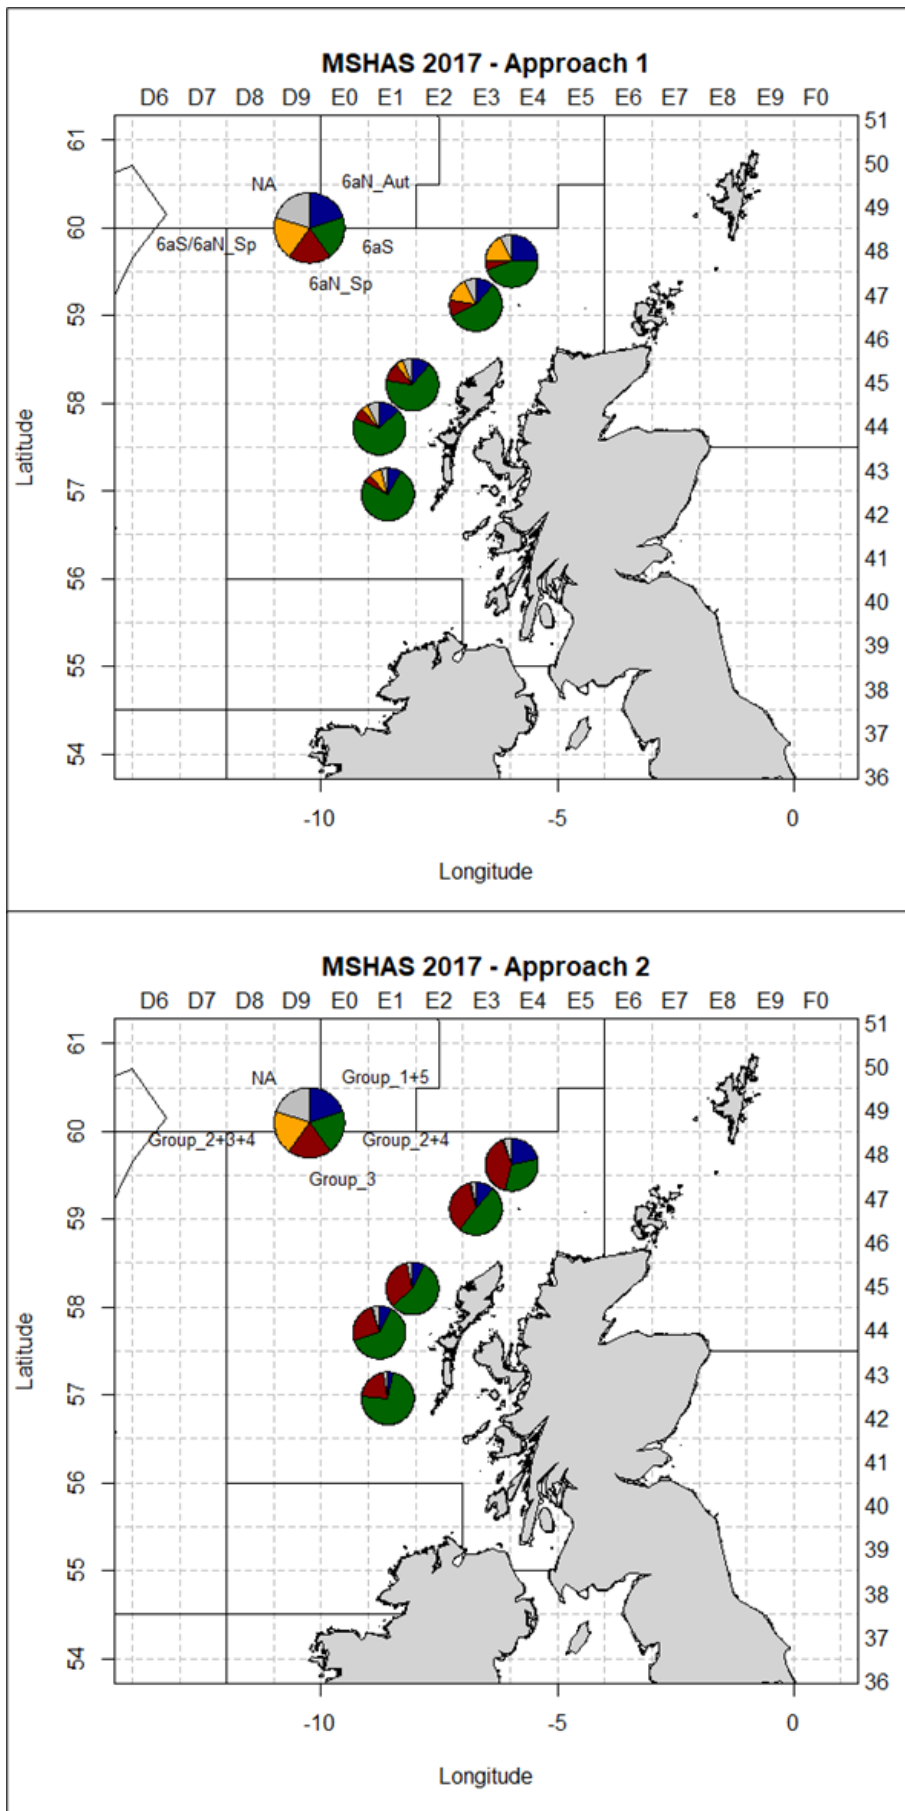 MSHAS 2017 - Approach 1
D6 D7 D8 D9 E0 E1 E2 E3 E4 E5 E6 E7 E8 E9 F0
61
60
59
58
57
56
55
54
Latitude
51
50
49
48
47
46
45
44
43
42
41
40
39
38
37
36
NA
6aN_Aut
6aS/6aN_Sp
6aS
6aN_Sp
-10 -5 0
Longitude
MSHAS 2017 - Approach 2
D6 D7 D8 D9 E0 E1 E2 E3 E4 E5 E6 E7 E8 E9 F0
61
60
59
58
57
56
55
54
Latitude
51
50
49
48
47
46
45
44
43
42
41
40
39
38
37
36
NA
Group_1+5
Group_2+3+4
Group_2+4
Group_3
-10 -5 0
Longitude